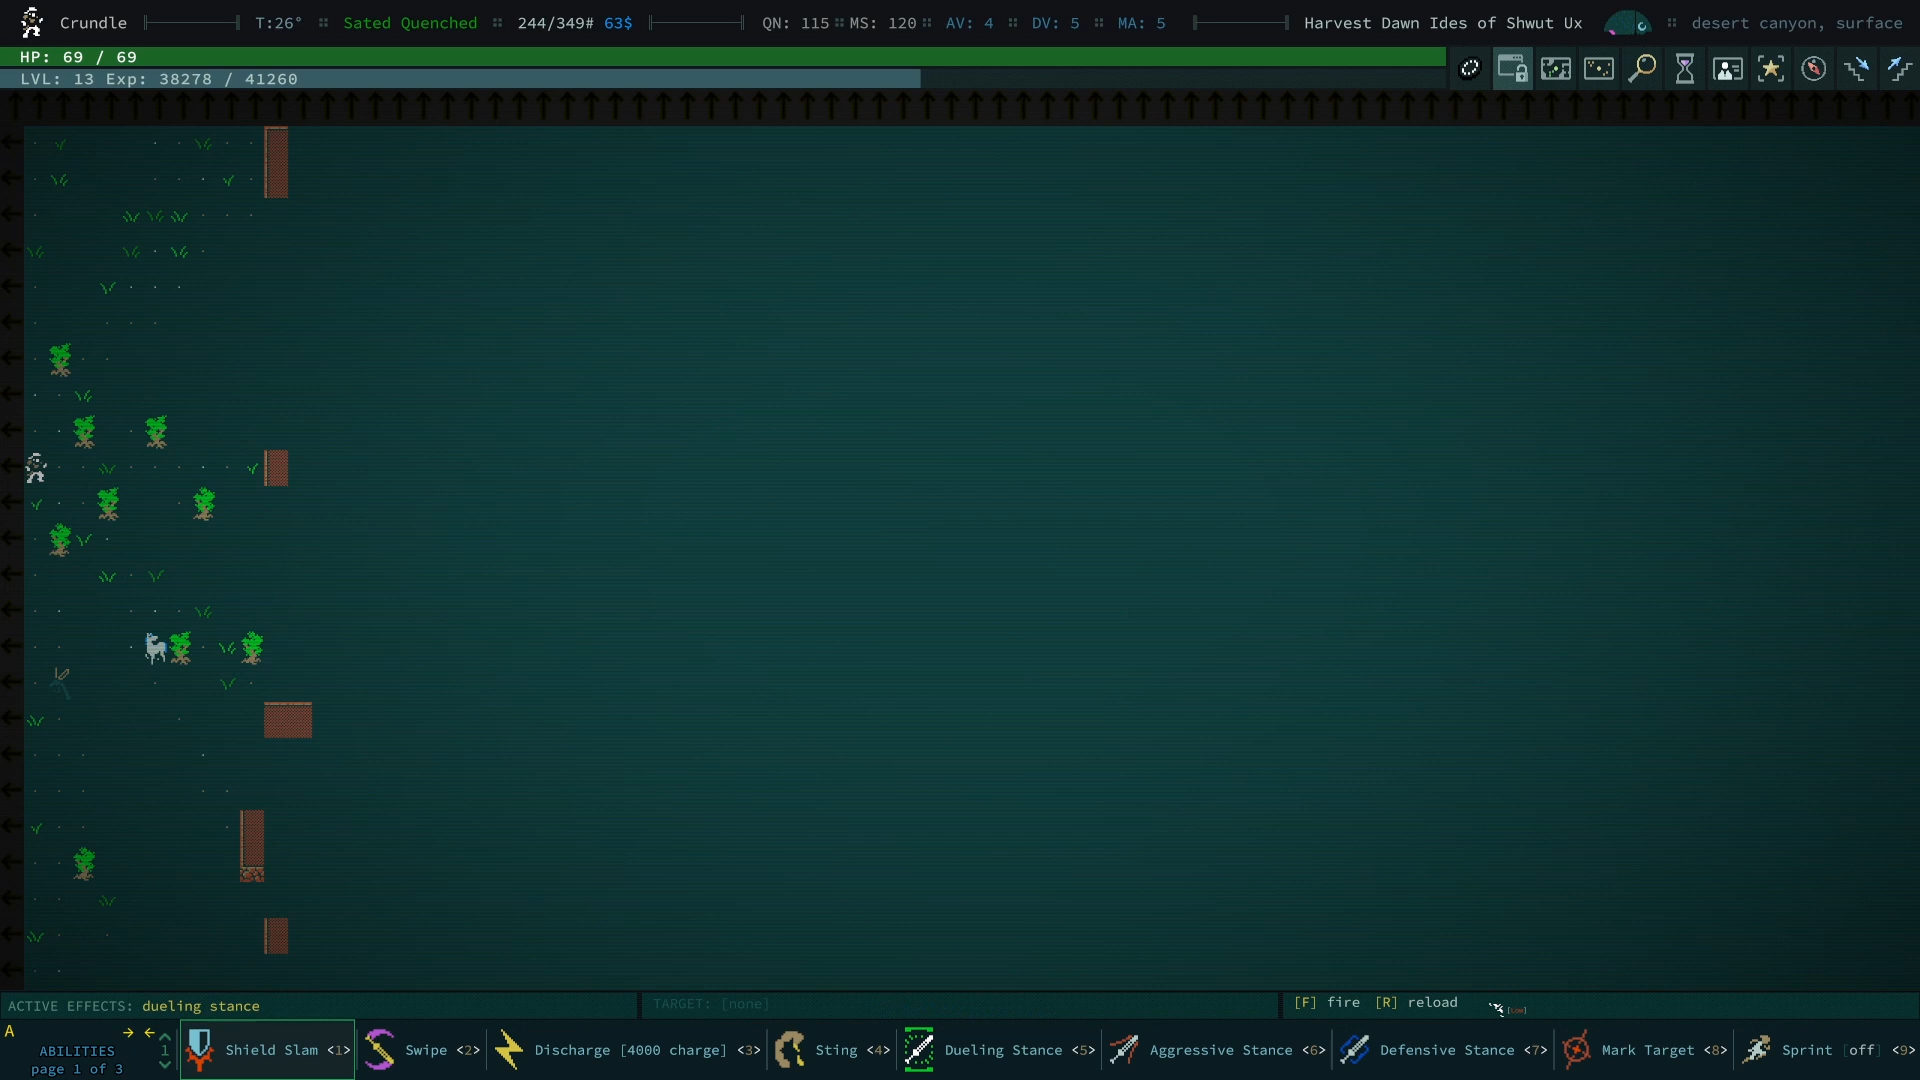 Crundle T:26° Sated Quenched 244/349# 63$ QN: 115 MS: 120 AV: 4 DV: 5 MA: 5 Harvest Dawn Ides of Shwut Ux desert canyon, surface
HP: 69 / 69
LVL: 13 Exp: 38278 / 41260
ACTIVE EFFECTS: dueling stance
TARGET: [none]
[F] fire [R] reload
A
ABILITIES
page 1 of 3
1
Shield Slam <1>
Swipe <2>
Discharge [4000 charge] <3>
Sting <4>
Dueling Stance <5>
Aggressive Stance <6>
Defensive Stance <7>
Mark Target <8>
Sprint [off] <9>